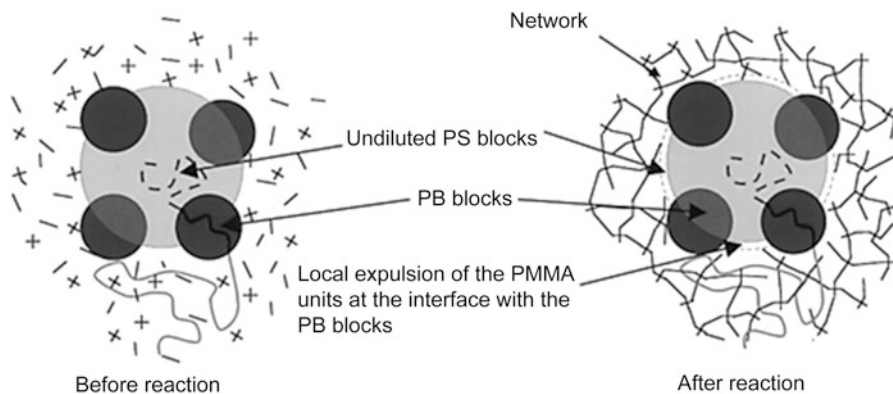 Network
Undiluted PS blocks
PB blocks
Local expulsion of the PMMA
units at the interface with the
PB blocks
Before reaction
After reaction